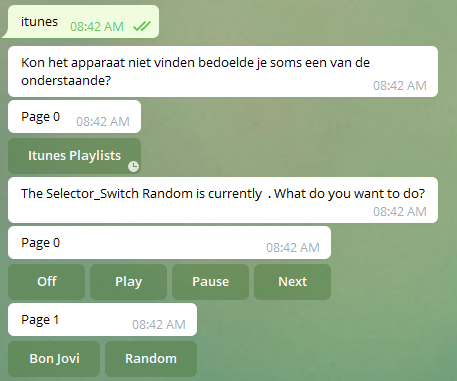 itunes 08:42 AM
Kon het apparaat niet vinden bedoelde je soms een van de
onderstaande?
08:42 AM
Page 0 08:42 AM
Itunes Playlists
The Selector_Switch Random is currently . What do you want to do?
08:42 AM
Page 0 08:42 AM
Off Play Pause Next
Page 1 08:42 AM
Bon Jovi Random